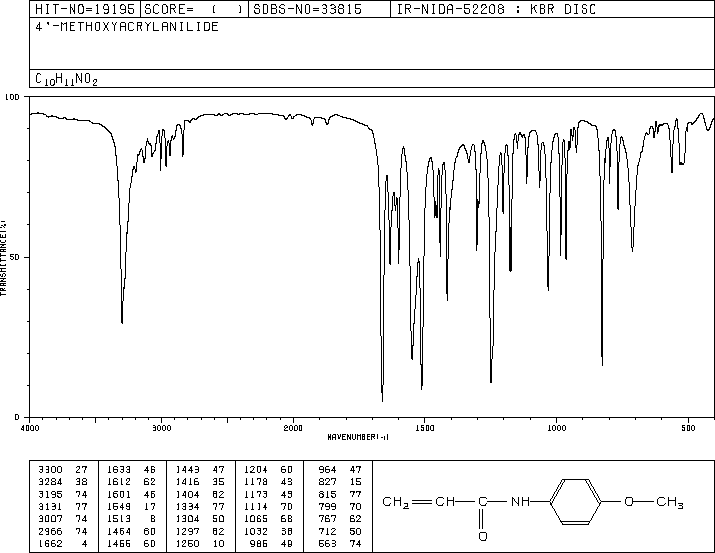 HIT-NO=19195 SCORE= ( ) SDBS-NO=33815 IR-NIDA-52208 : KBR DISC
4'-METHOXYACRYLANILIDE
C10H11NO2
100
50
0
TRANSMITTANCE(%)
4000 3000 2000 1500 1000 500
WAVENUMBER(-1)
3300 27 1633 46 1443 47 1204 60 964 47
3284 38 1612 62 1416 35 1178 43 827 15
3195 74 1601 46 1404 62 1173 43 815 77
3131 77 1549 17 1334 77 1114 70 799 70
3007 74 1513 8 1304 50 1065 68 767 62
2966 74 1464 60 1297 62 1032 38 712 50
1662 4 1456 60 1250 10 986 49 563 74
CH2 CH C NH O CH3
O